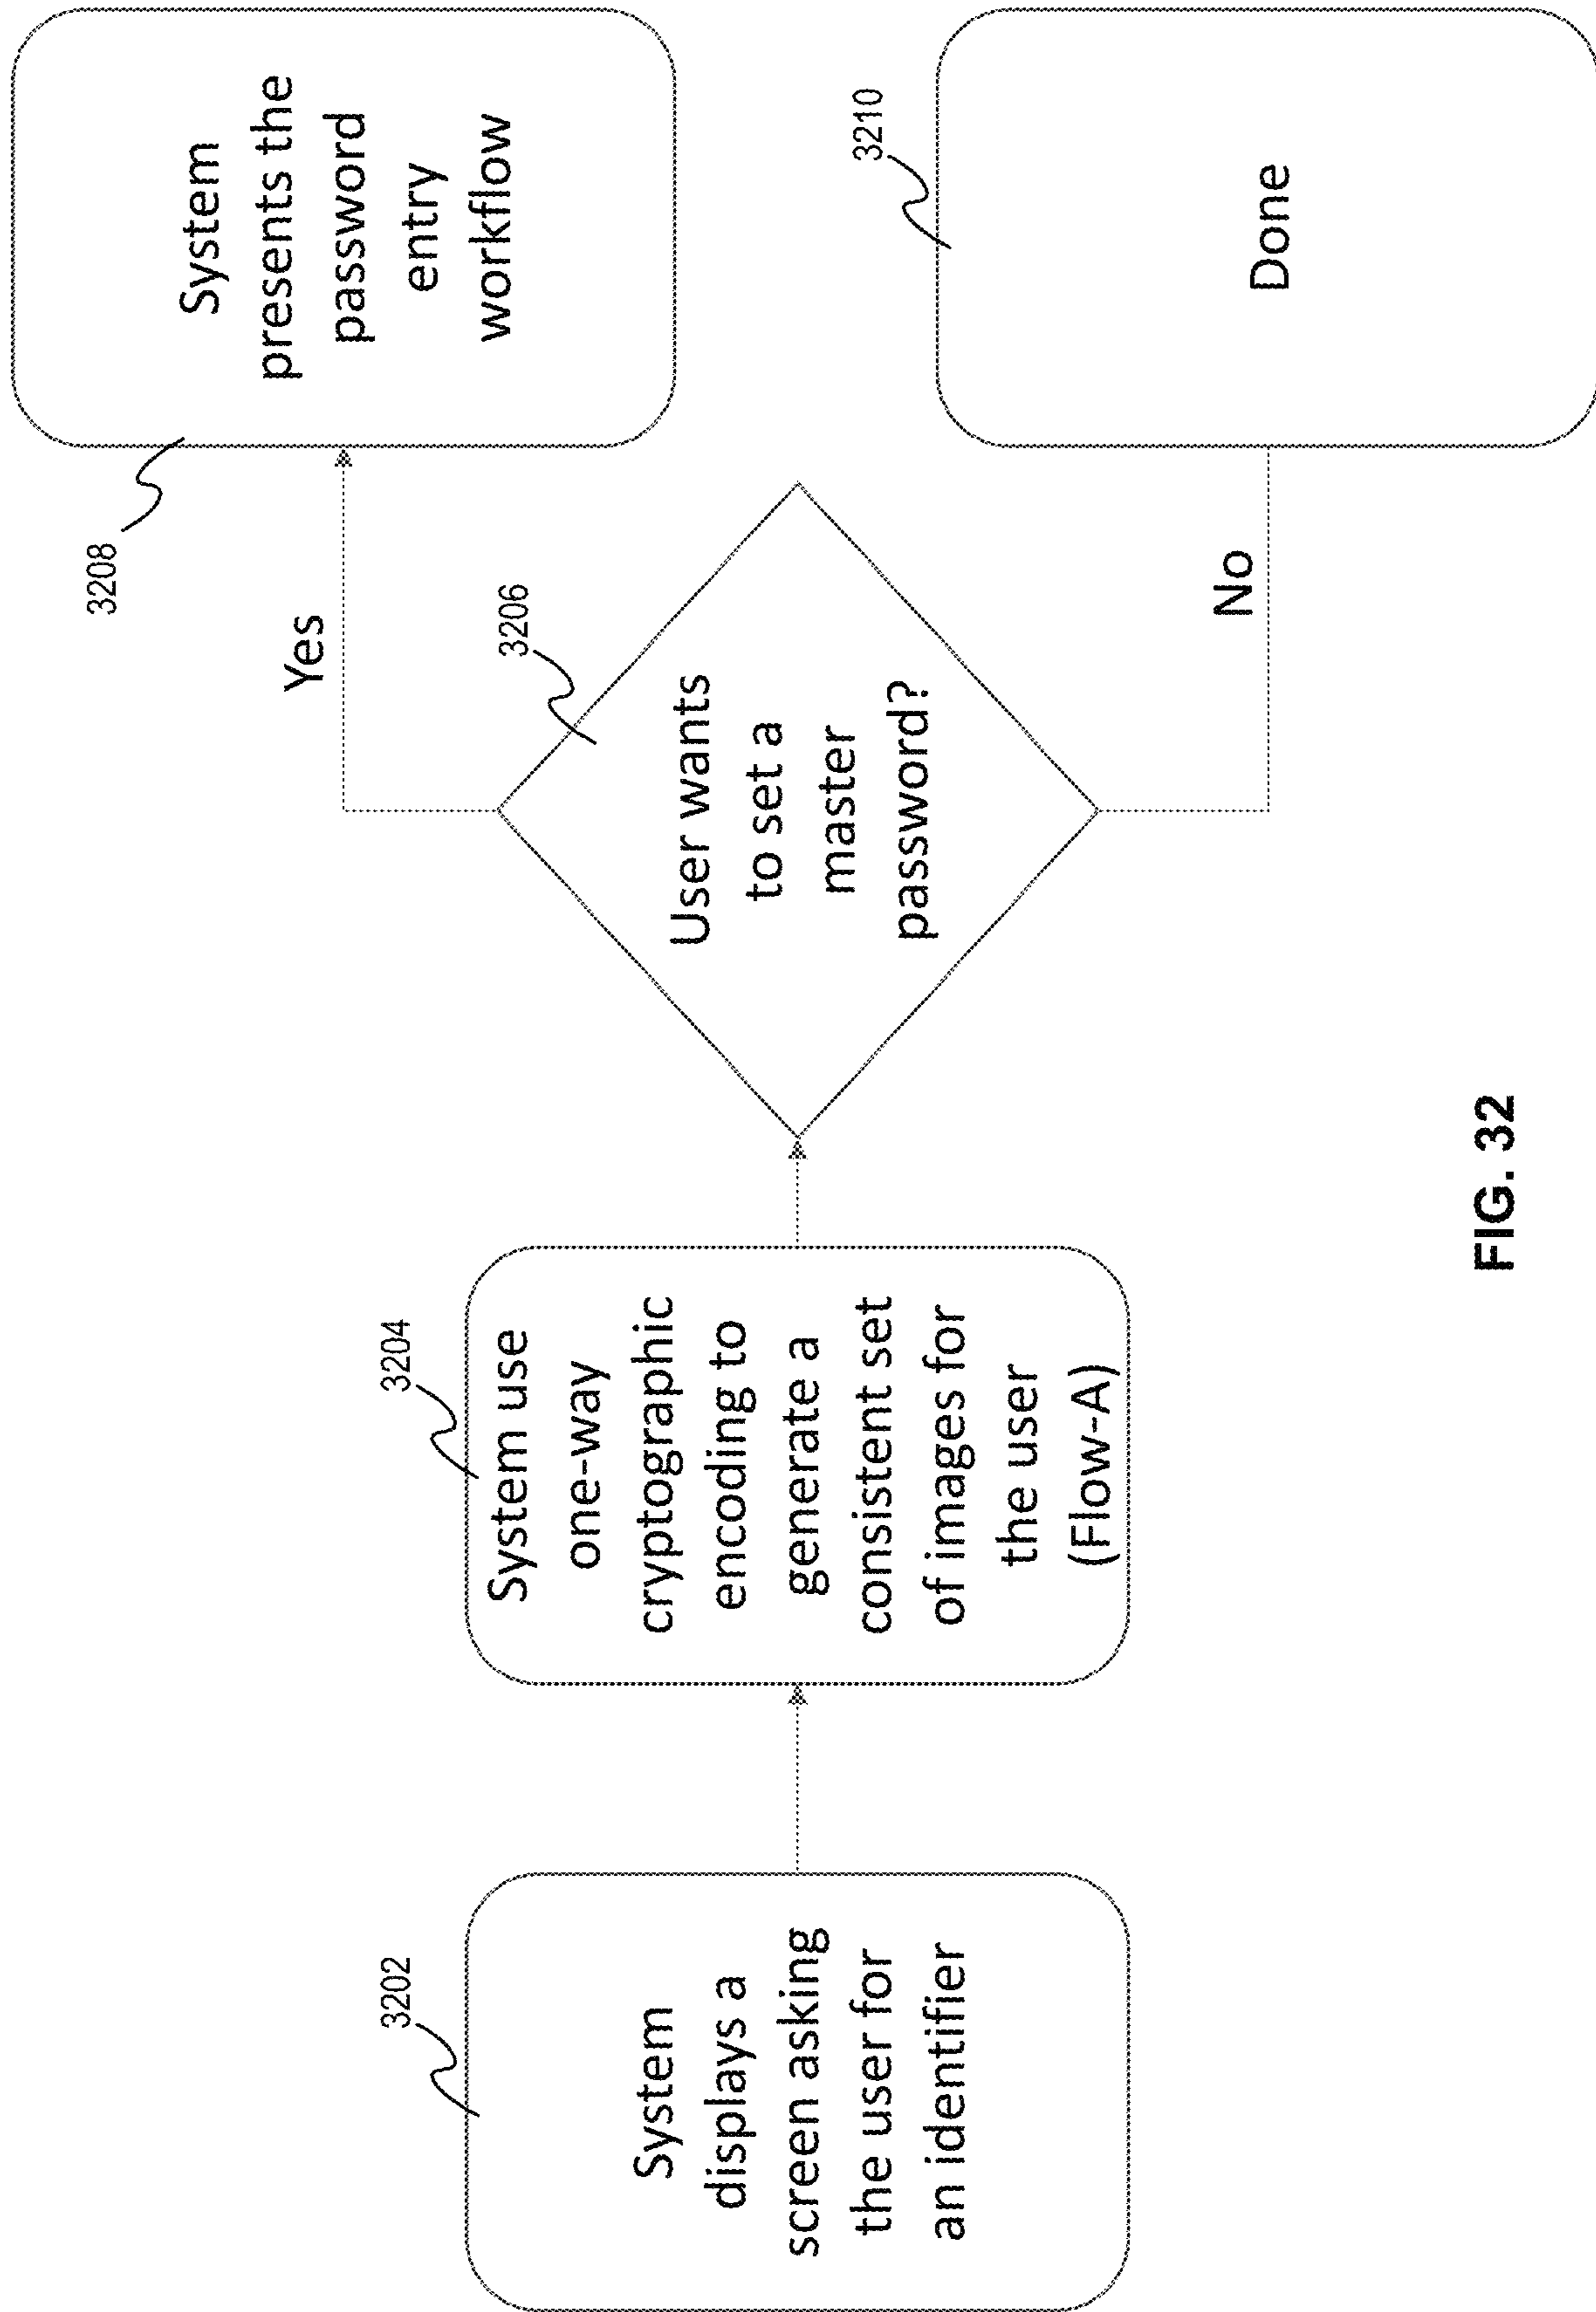 3202
System
displays a
screen asking
the user for
an identifier
3204
System use
one-way
cryptographic
encoding to
generate a
consistent set
of images for
the user
(Flow-A)
3206
User wants
to set a
master
password?
Yes
3208
System
presents the
password
entry
workflow
No
3210
Done
FIG. 32